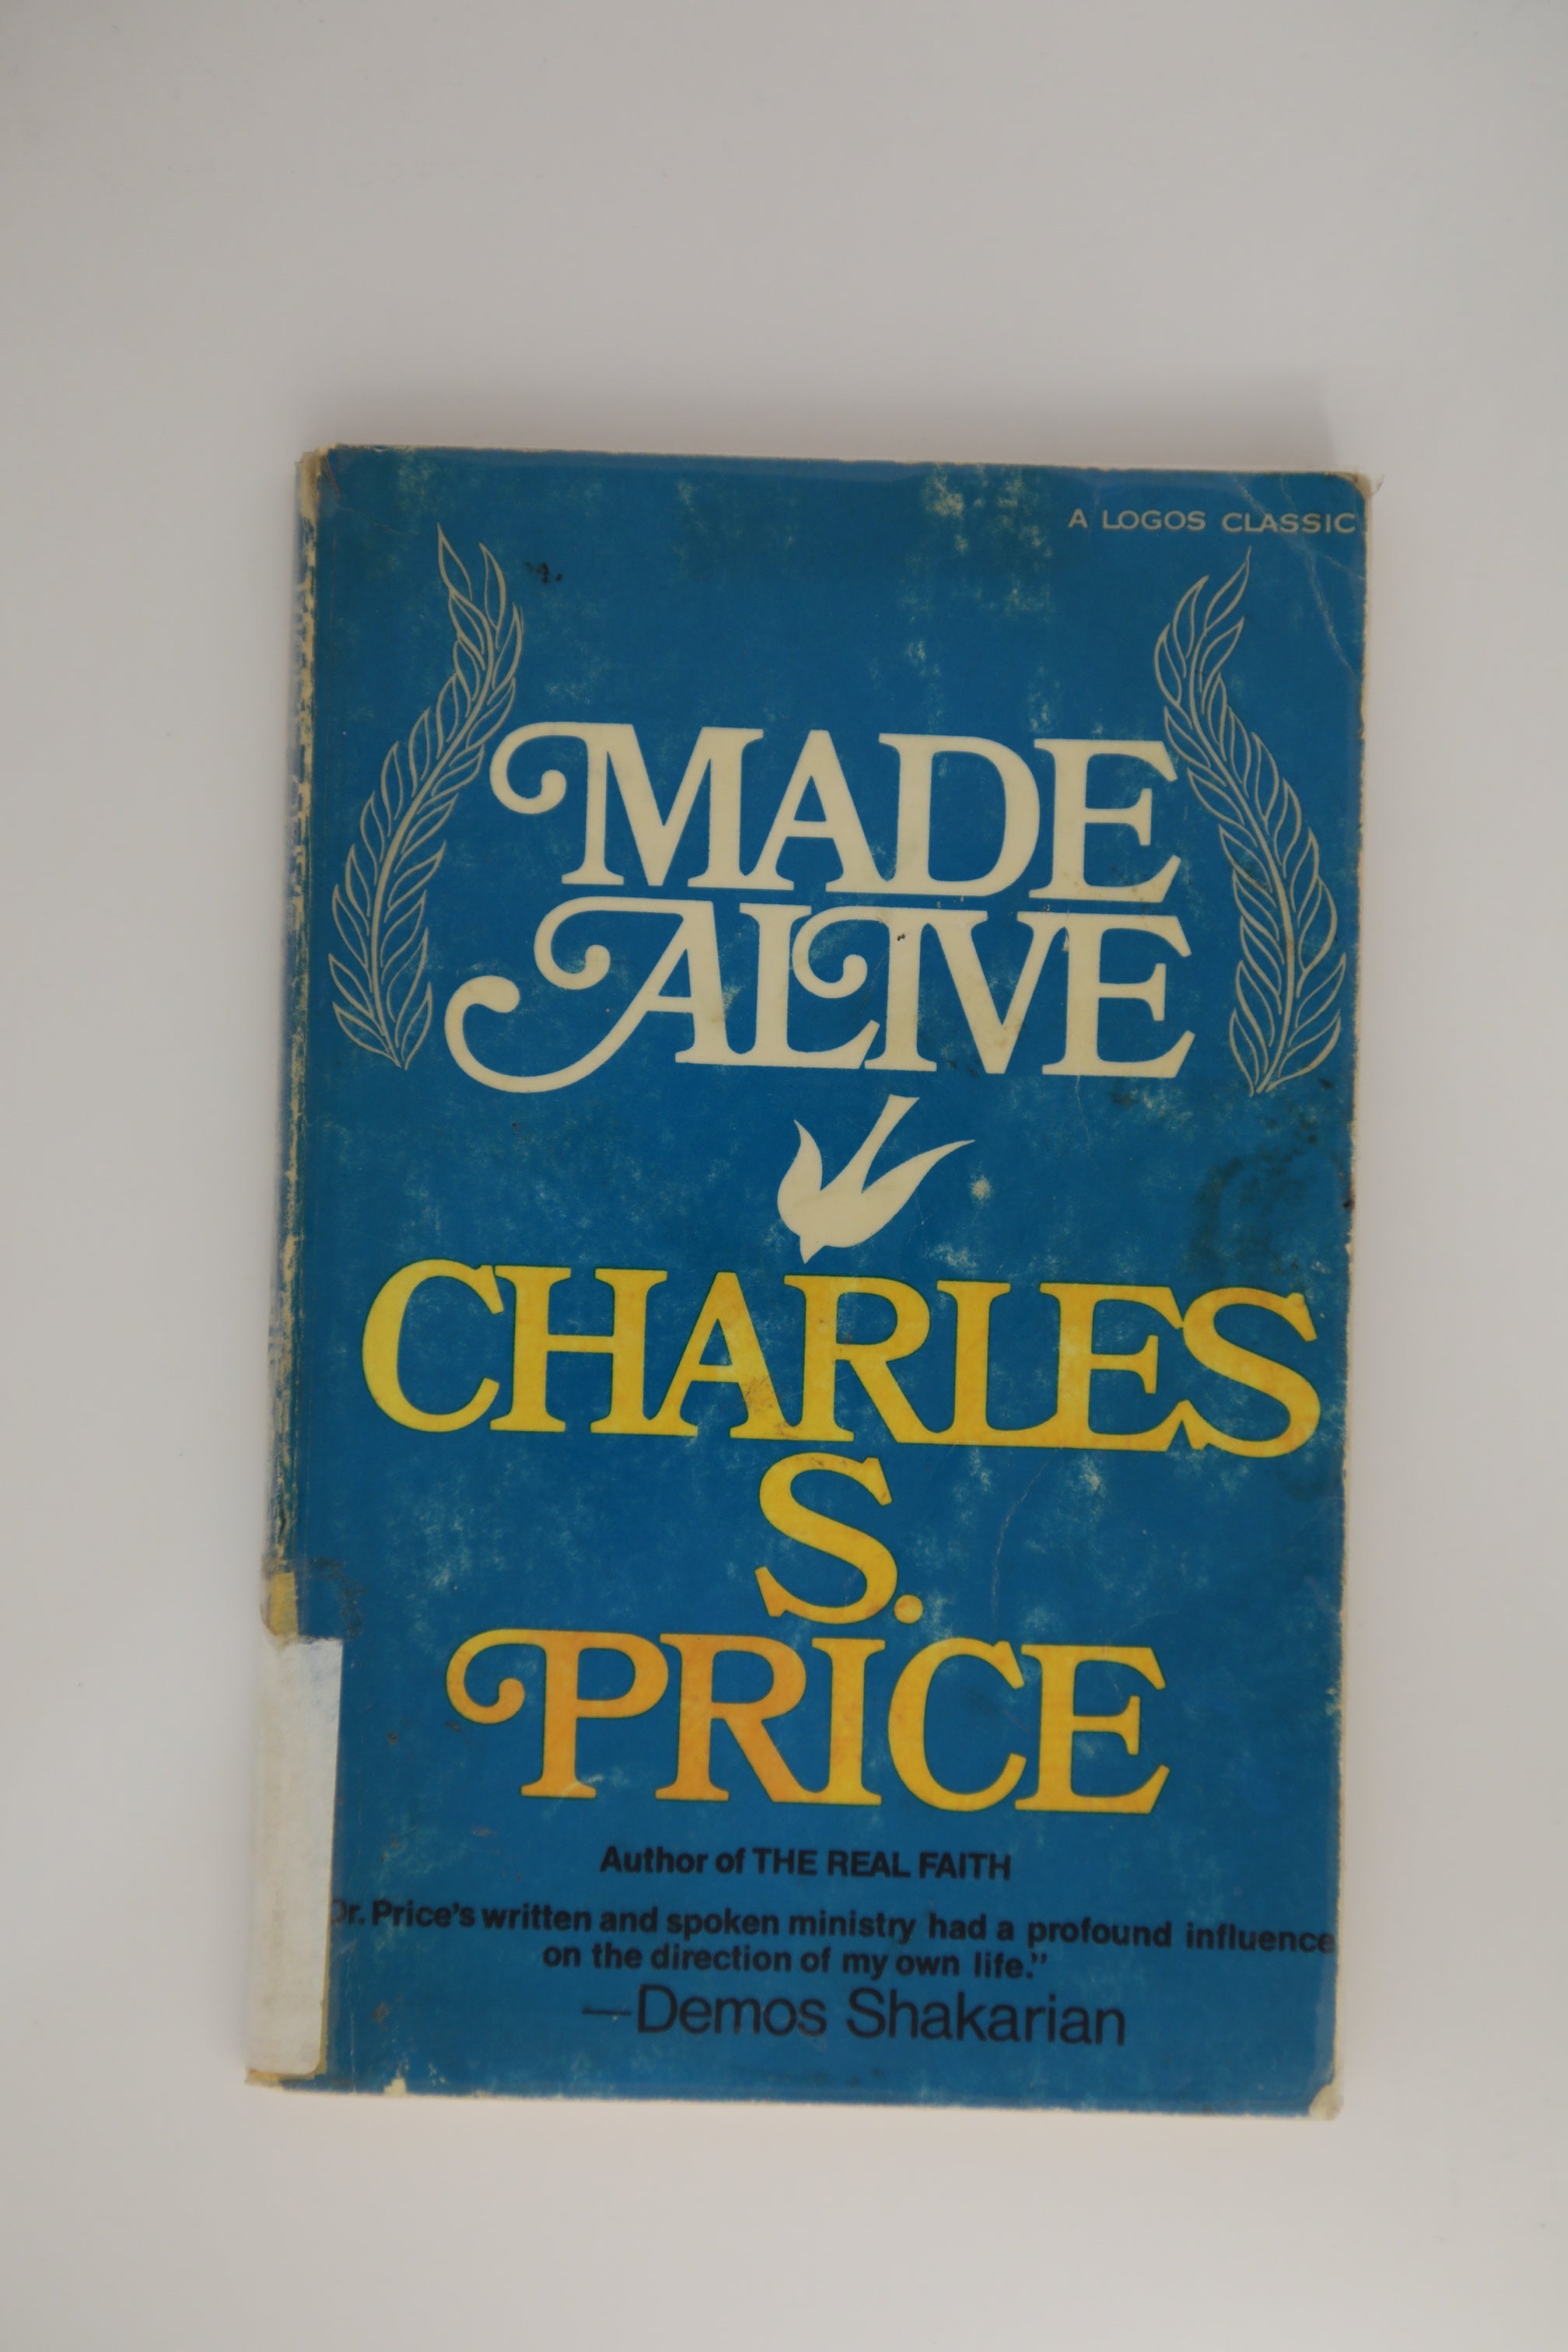 A LOGOS CLASSIC
MADE
ALIVE
CHARLES
S.
PRICE
Author of THE REAL FAITH
Dr. Price's written and spoken ministry had a profound influence
on the direction of my own life."
—Demos Shakarian